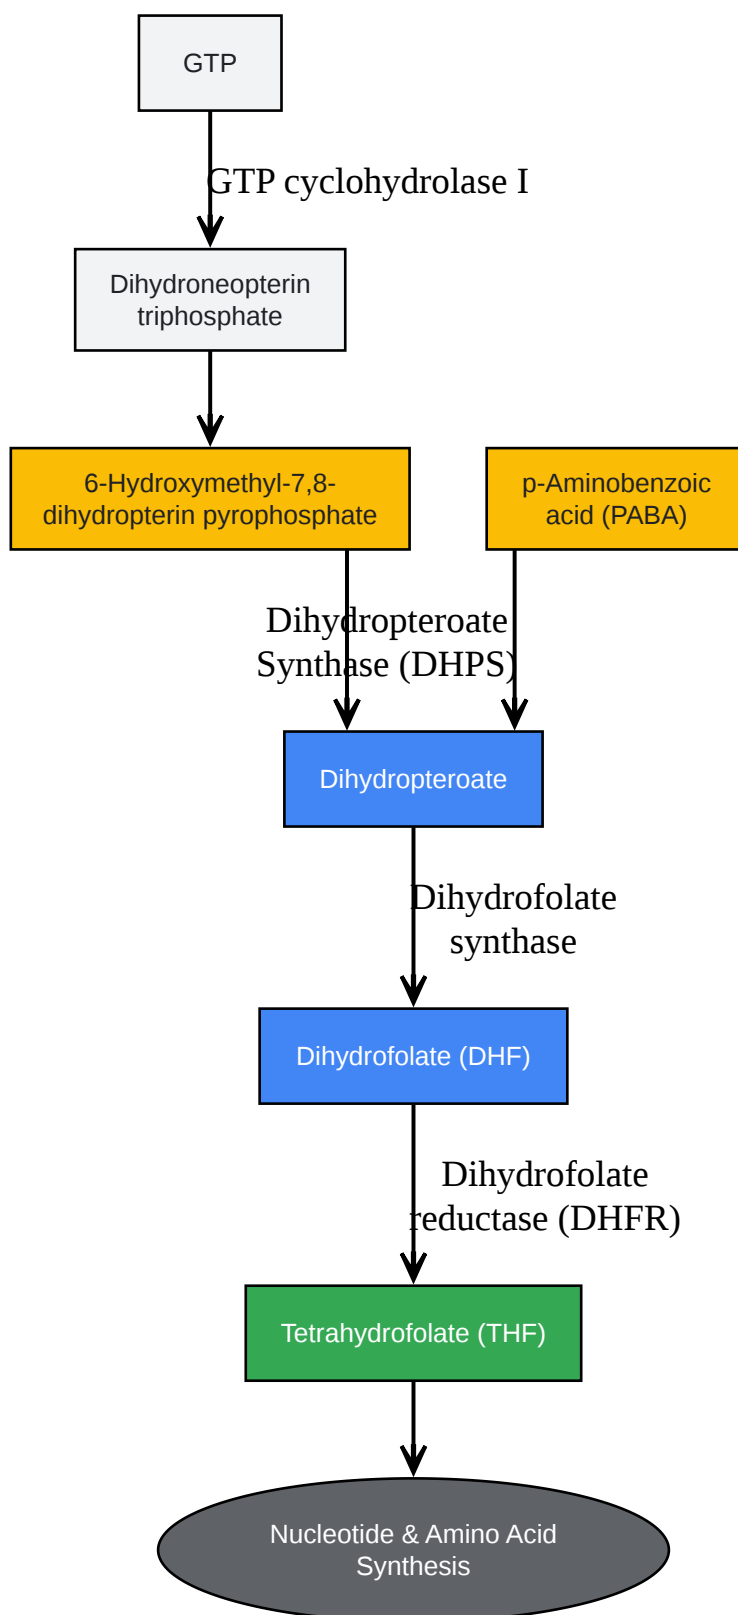 GTP
GTP cyclohydrolase I
Dihydroneopterin
triphosphate
6-Hydroxymethyl-7,8-
dihydropterin pyrophosphate
p-Aminobenzoic
acid (PABA)
Dihydropteroate
Synthase (DHPS)
Dihydropteroate
Dihydrofolate
synthase
Dihydrofolate (DHF)
Dihydrofolate
reductase (DHFR)
Tetrahydrofolate (THF)
Nucleotide & Amino Acid
Synthesis